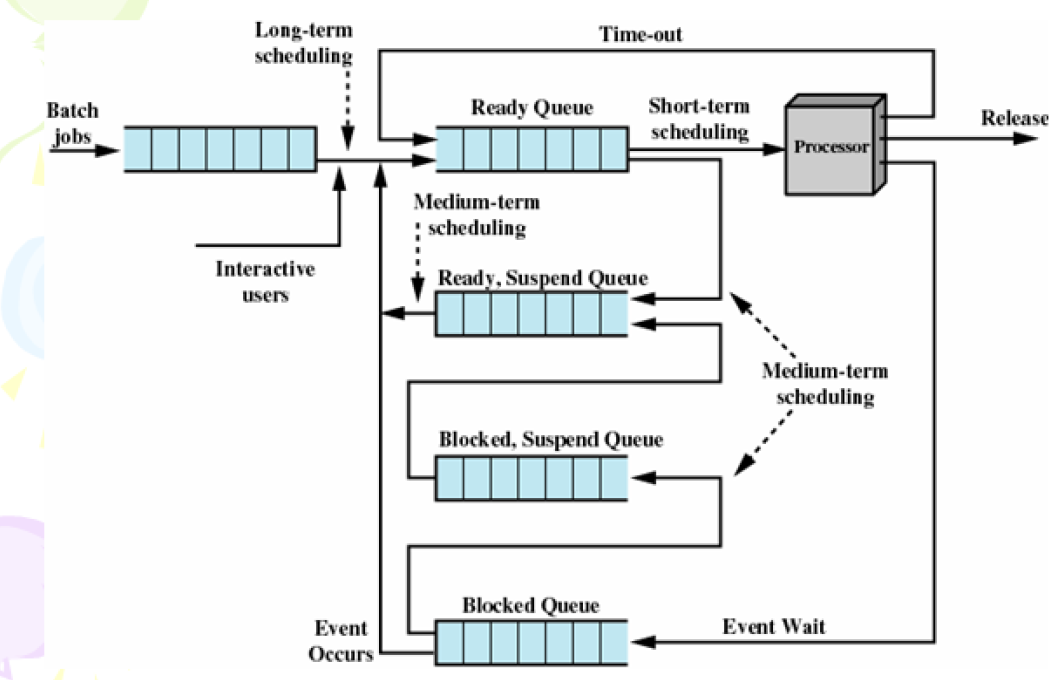 Long-term
scheduling
Time-out
Batch
jobs
Ready Queue
Short-term
scheduling
Processor
Release
Medium-term
scheduling
Interactive
users
Ready, Suspend Queue
Medium-term
scheduling
Blocked, Suspend Queue
Blocked Queue
Event
Occurs
Event Wait